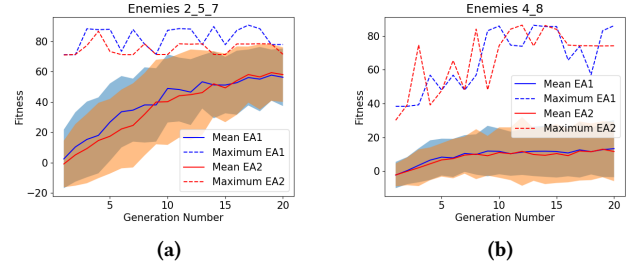 Enemies 2_5_7
Fitness
80
60
40
20
0
−20
Mean EA1
Maximum EA1
Mean EA2
Maximum EA2
5
10
15
20
Generation Number
(a)
Enemies 4_8
Fitness
80
60
40
20
0
Mean EA1
Maximum EA1
Mean EA2
Maximum EA2
5
10
15
20
Generation Number
(b)